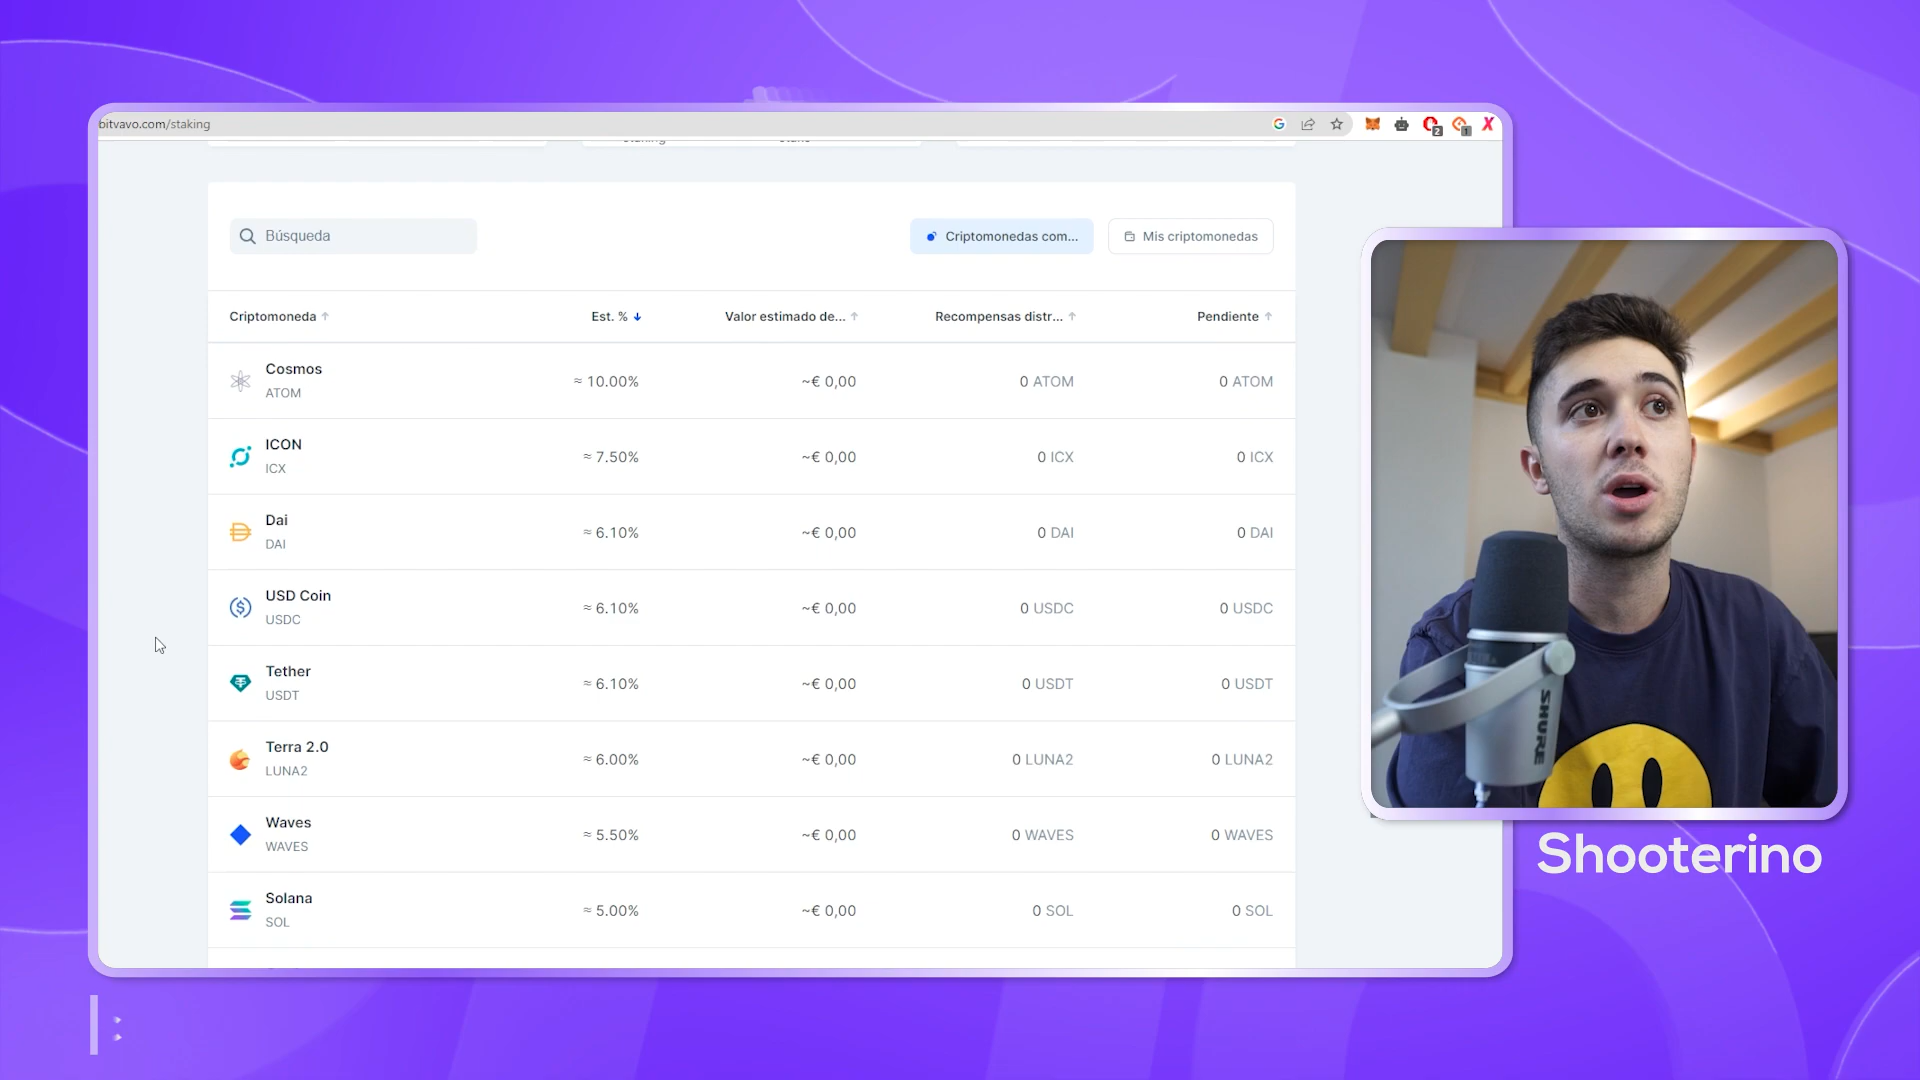 bitvavo.com/staking
Búsqueda
Criptomonedas com...
Mis criptomonedas
Criptomoneda
Est. %
Valor estimado de...
Recompensas distr...
Pendiente
Cosmos
ATOM
≈ 10.00%
~€ 0,00
0 ATOM
0 ATOM
ICON
ICX
≈ 7.50%
~€ 0,00
0 ICX
0 ICX
Dai
DAI
≈ 6.10%
~€ 0,00
0 DAI
0 DAI
USD Coin
USDC
≈ 6.10%
~€ 0,00
0 USDC
0 USDC
Tether
USDT
≈ 6.10%
~€ 0,00
0 USDT
0 USDT
Terra 2.0
LUNA2
≈ 6.00%
~€ 0,00
0 LUNA2
0 LUNA2
Waves
WAVES
≈ 5.50%
~€ 0,00
0 WAVES
0 WAVES
Solana
SOL
≈ 5.00%
~€ 0,00
0 SOL
0 SOL
SHURE
Shooterino